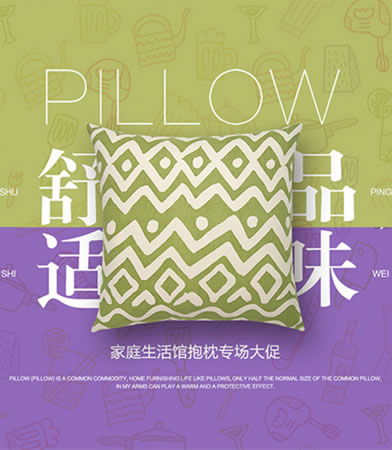 PILLOW
舒 品
SHU PING
适 味
SHI WEI
家庭生活馆抱枕专场大促
PILLOW (PILLOW) IS A COMMON COMMODITY, HOME FURNISHING LIFE LIKE PILLOWS, ONLY HALF THE NORMAL SIZE OF THE COMMON PILLOW,
IN MY ARMS CAN PLAY A WARM AND A PROTECTIVE EFFECT.